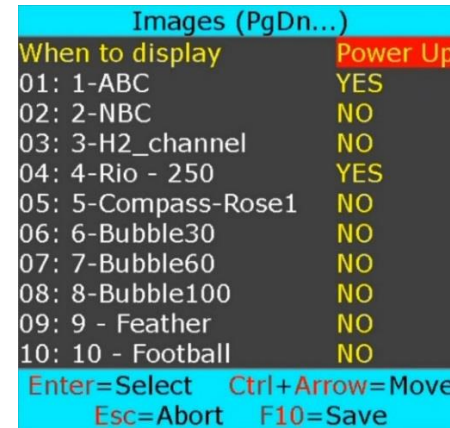 Images (PgDn...)
When to display Power Up
01: 1-ABC YES
02: 2-NBC NO
03: 3-H2_channel NO
04: 4-Rio - 250 YES
05: 5-Compass-Rose1 NO
06: 6-Bubble30 NO
07: 7-Bubble60 NO
08: 8-Bubble100 NO
09: 9 - Feather NO
10: 10 - Football NO
Enter=Select Ctrl+Arrow=Move
Esc=Abort F10=Save